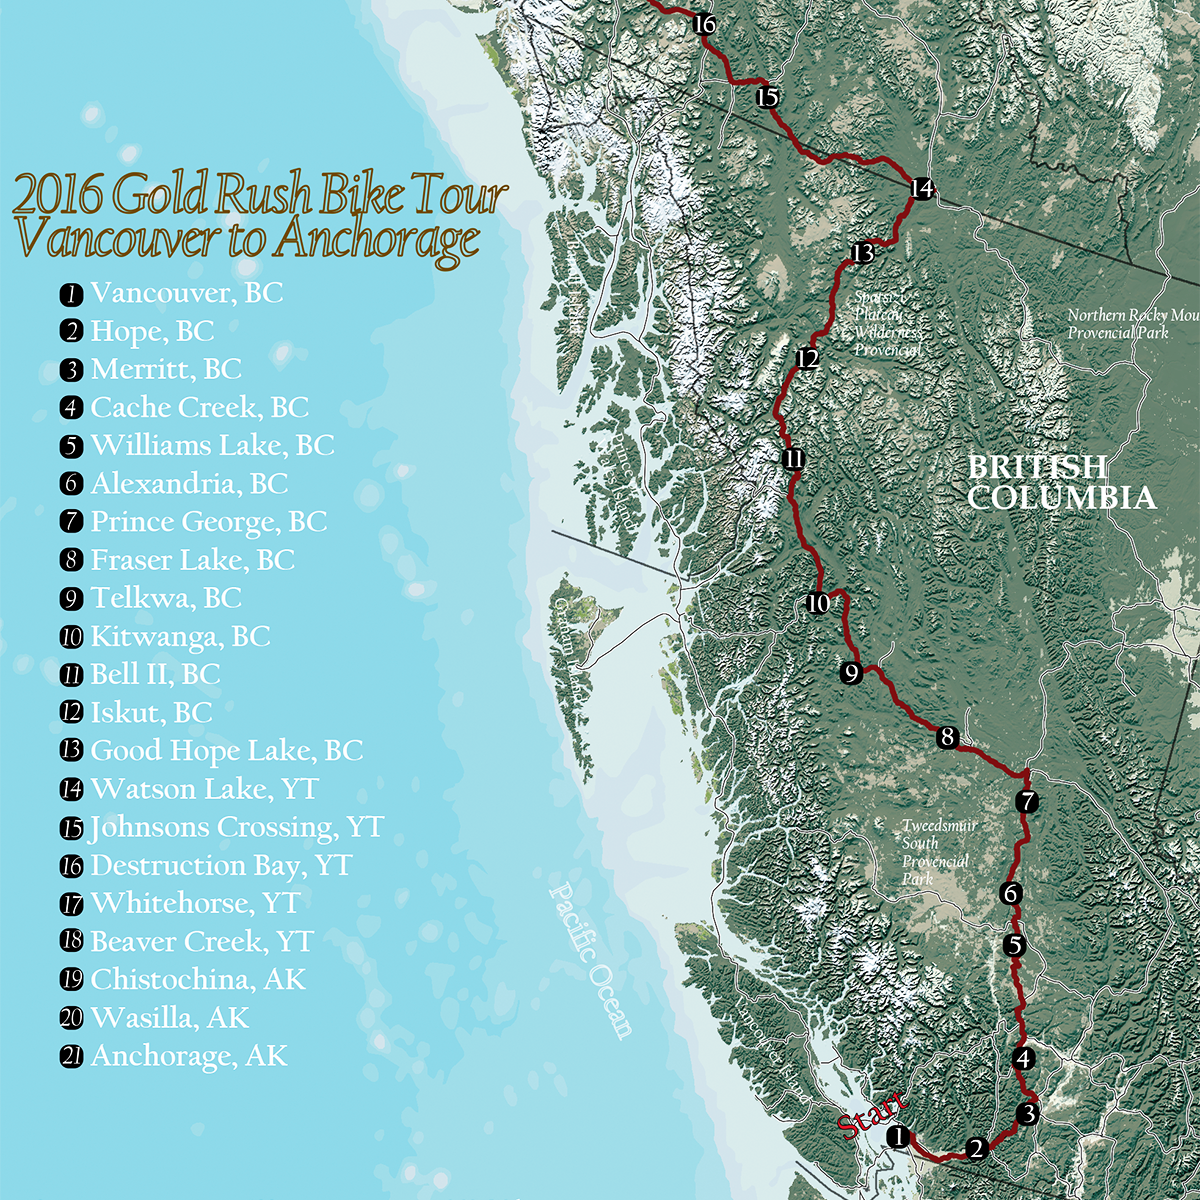 2016 Gold Rush Bike Tour
Vancouver to Anchorage
1 Vancouver, BC
2 Hope, BC
3 Merritt, BC
4 Cache Creek, BC
5 Williams Lake, BC
6 Alexandria, BC
7 Prince George, BC
8 Fraser Lake, BC
9 Telkwa, BC
10 Kitwanga, BC
11 Bell II, BC
12 Iskut, BC
13 Good Hope Lake, BC
14 Watson Lake, YT
15 Johnsons Crossing, YT
16 Destruction Bay, YT
17 Whitehorse, YT
18 Beaver Creek, YT
19 Chistochina, AK
20 Wasilla, AK
21 Anchorage, AK
16
15
14
13
Spatsizi
Plateau
Wilderness
Provencial
Northern Rocky Mou
Provencial Park
12
11
BRITISH
COLUMBIA
10
9
8
7
Tweedsmuir
South
Provencial
Park
6
5
Pacific Ocean
Vancouver Island
4
3
Start
1
2